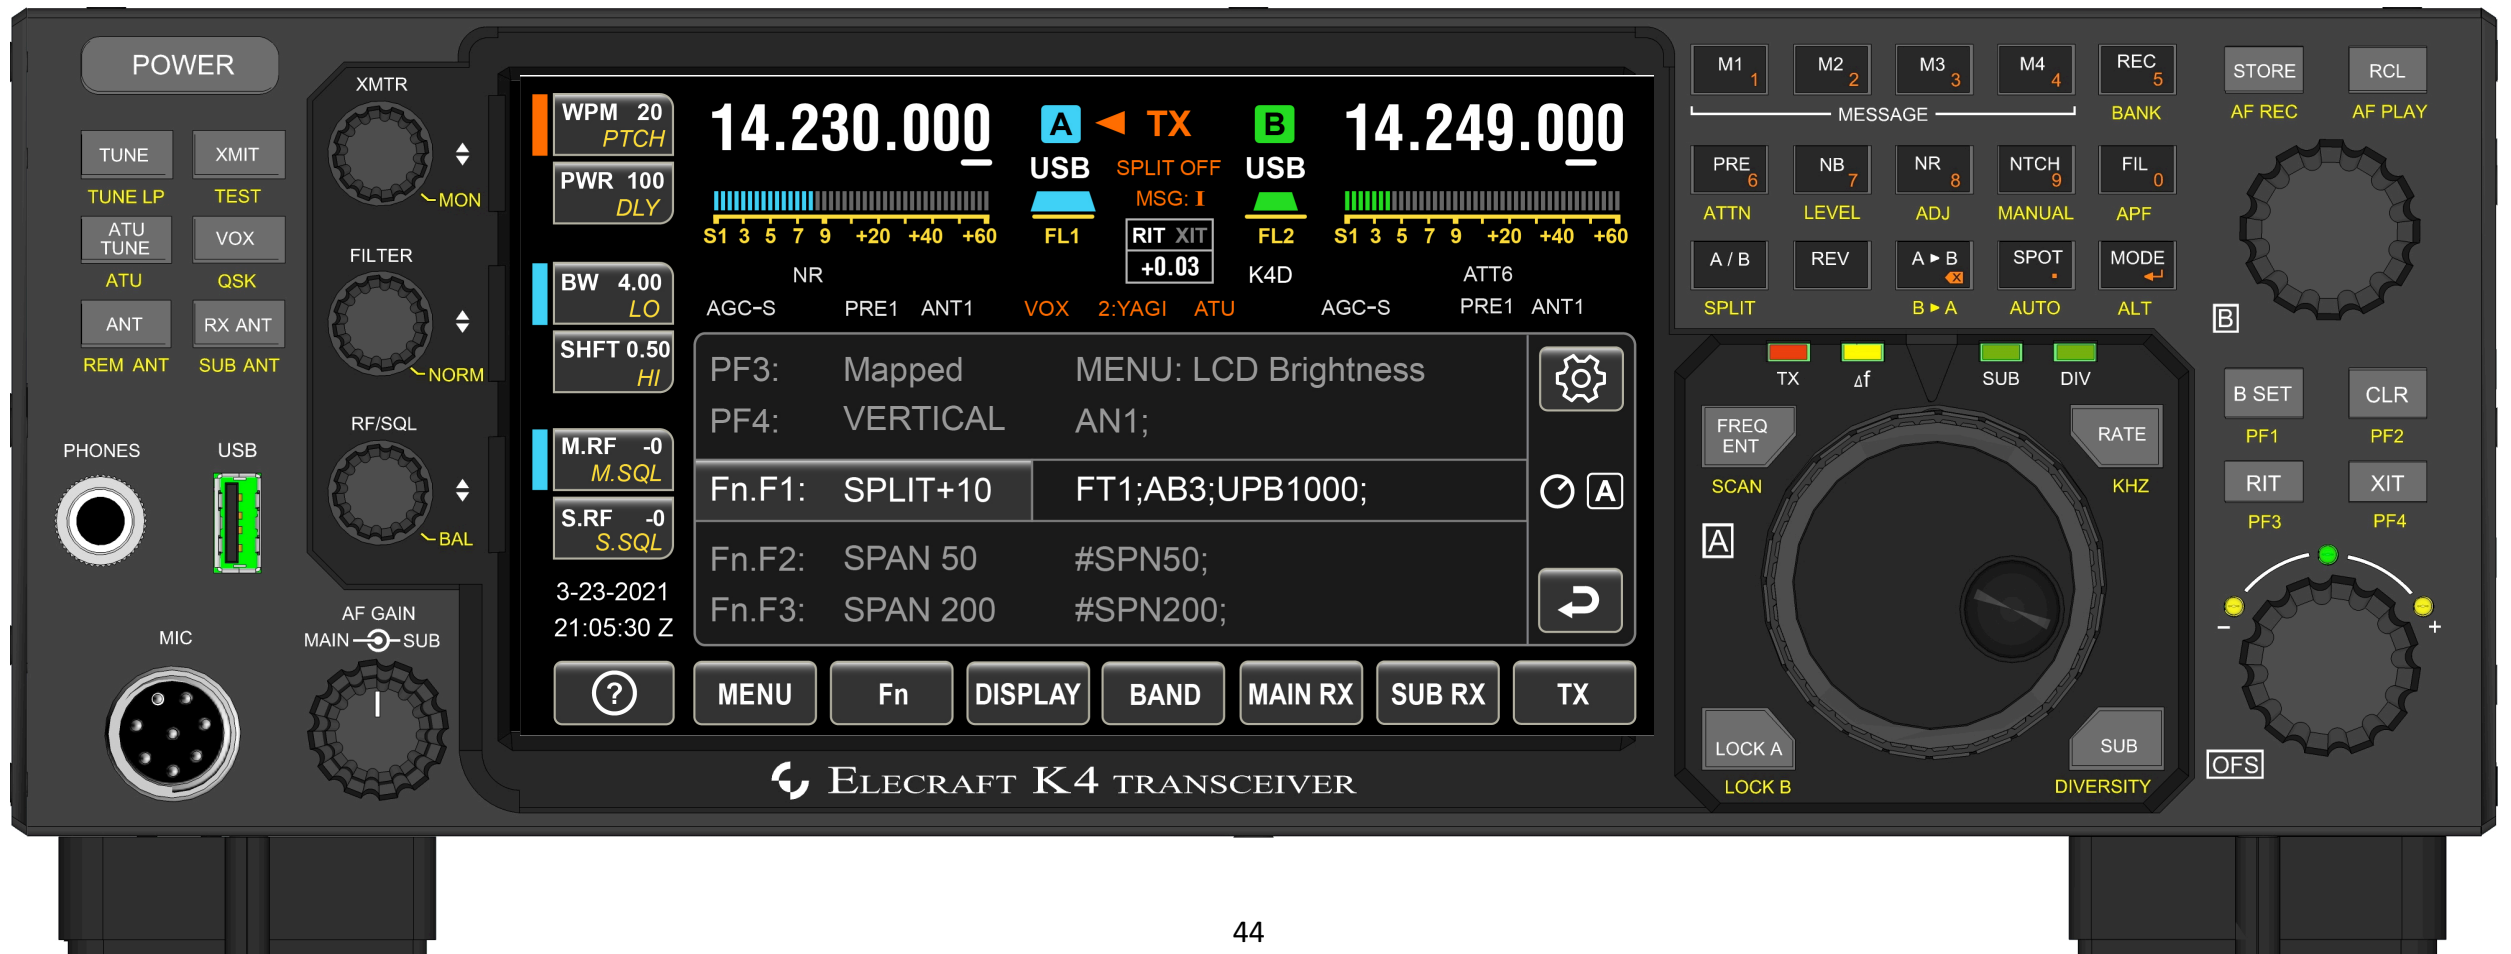 POWER
TUNE
XMIT
TUNE LP
TEST
ATU
TUNE
VOX
ATU
QSK
ANT
RX ANT
REM ANT
SUB ANT
PHONES
USB
MIC
XMTR
MON
FILTER
NORM
RF/SQL
BAL
AF GAIN
MAIN
SUB
WPM 20
PTCH
PWR 100
DLY
BW 4.00
LO
SHFT 0.50
HI
M.RF -0
M.SQL
S.RF -0
S.SQL
3-23-2021
21:05:30 Z
14.230.000
A ◄ TX B
14.249.000
USB SPLIT OFF USB
MSG: I
S1 3 5 7 9 +20 +40 +60
FL1
RIT XIT
+0.03
FL2
S1 3 5 7 9 +20 +40 +60
NR
K4D
ATT6
AGC-S PRE1 ANT1 VOX 2:YAGI ATU AGC-S PRE1 ANT1
PF3: Mapped MENU: LCD Brightness
PF4: VERTICAL AN1;
Fn.F1: SPLIT+10 FT1;AB3;UPB1000;
A
Fn.F2: SPAN 50 #SPN50;
Fn.F3: SPAN 200 #SPN200;
?
MENU
Fn
DISPLAY
BAND
MAIN RX
SUB RX
TX
ELECRAFT K4 TRANSCEIVER
M1 1
M2 2
M3 3
M4 4
REC 5
MESSAGE
BANK
PRE 6
NB 7
NR 8
NTCH 9
FIL 0
ATTN
LEVEL
ADJ
MANUAL
APF
A / B
REV
A ► B
SPOT .
MODE
SPLIT
B ► A
AUTO
ALT
STORE
RCL
AF REC
AF PLAY
B
TX
Δf
SUB
DIV
FREQ
ENT
RATE
SCAN
KHZ
A
LOCK A
SUB
LOCK B
DIVERSITY
B SET
CLR
PF1
PF2
RIT
XIT
PF3
PF4
- +
OFS
44